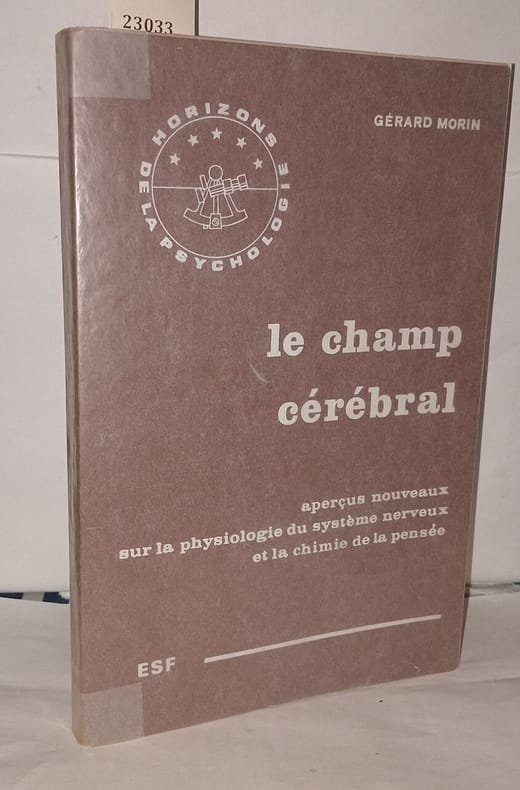 23033
GÉRARD MORIN
HORIZONS
DE LA PSYCHOLOGIE
le champ
cérébral
aperçus nouveaux
sur la physiologie du système nerveux
et la chimie de la pensée
ESF